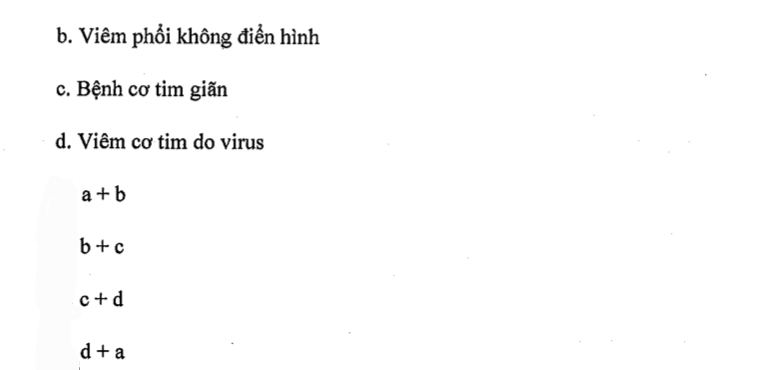 b. Viêm phổi không điển hình
c. Bệnh cơ tim giãn
d. Viêm cơ tim do virus
a + b
b + c
c + d
d + a